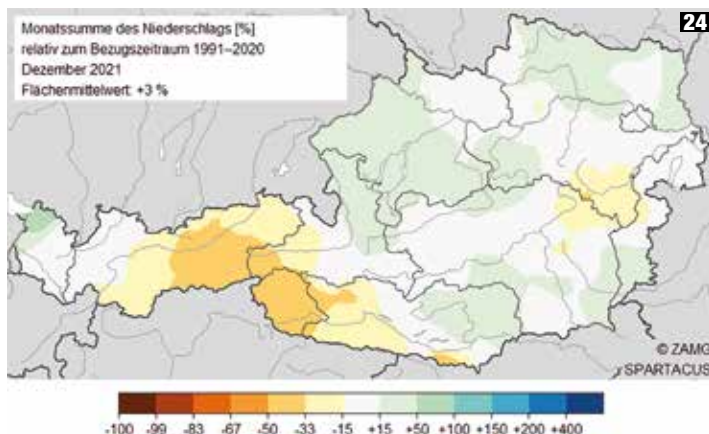 Monatssumme des Niederschlags [%]
relativ zum Bezugszeitraum 1991–2020
Dezember 2021
Flächenmittelwert: +3 %
24
© ZAMG
SPARTACUS
-100 -99 -83 -67 -50 -33 -15 +15 +50 +100 +150 +200 +400